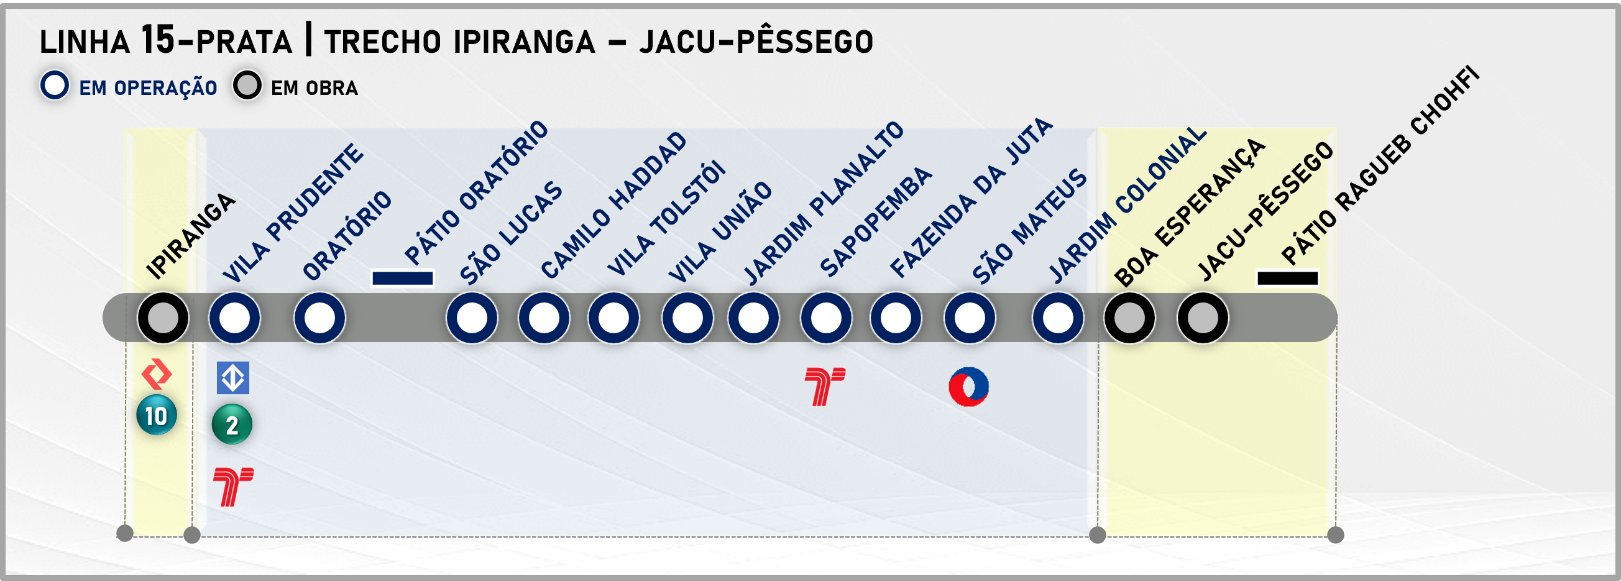 LINHA 15-PRATA | TRECHO IPIRANGA – JACU-PÊSSEGO
EM OPERAÇÃO
EM OBRA
IPIRANGA
VILA PRUDENTE
ORATÓRIO
PÁTIO ORATÓRIO
SÃO LUCAS
CAMILO HADDAD
VILA TOLSTÓI
VILA UNIÃO
JARDIM PLANALTO
SAPOPEMBA
FAZENDA DA JUTA
SÃO MATEUS
JARDIM COLONIAL
BOA ESPERANÇA
JACU-PÊSSEGO
PÁTIO RAGUEB CHOHFI
10
2